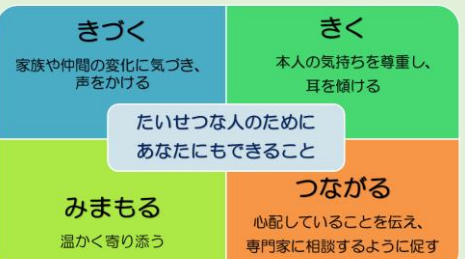 きづく
家族や仲間の変化に気づき、
声をかける
きく
本人の気持ちを尊重し、
耳を傾ける
たいせつな人のために
あなたにもできること
みまもる
温かく寄り添う
つながる
心配していることを伝え、
専門家に相談するように促す